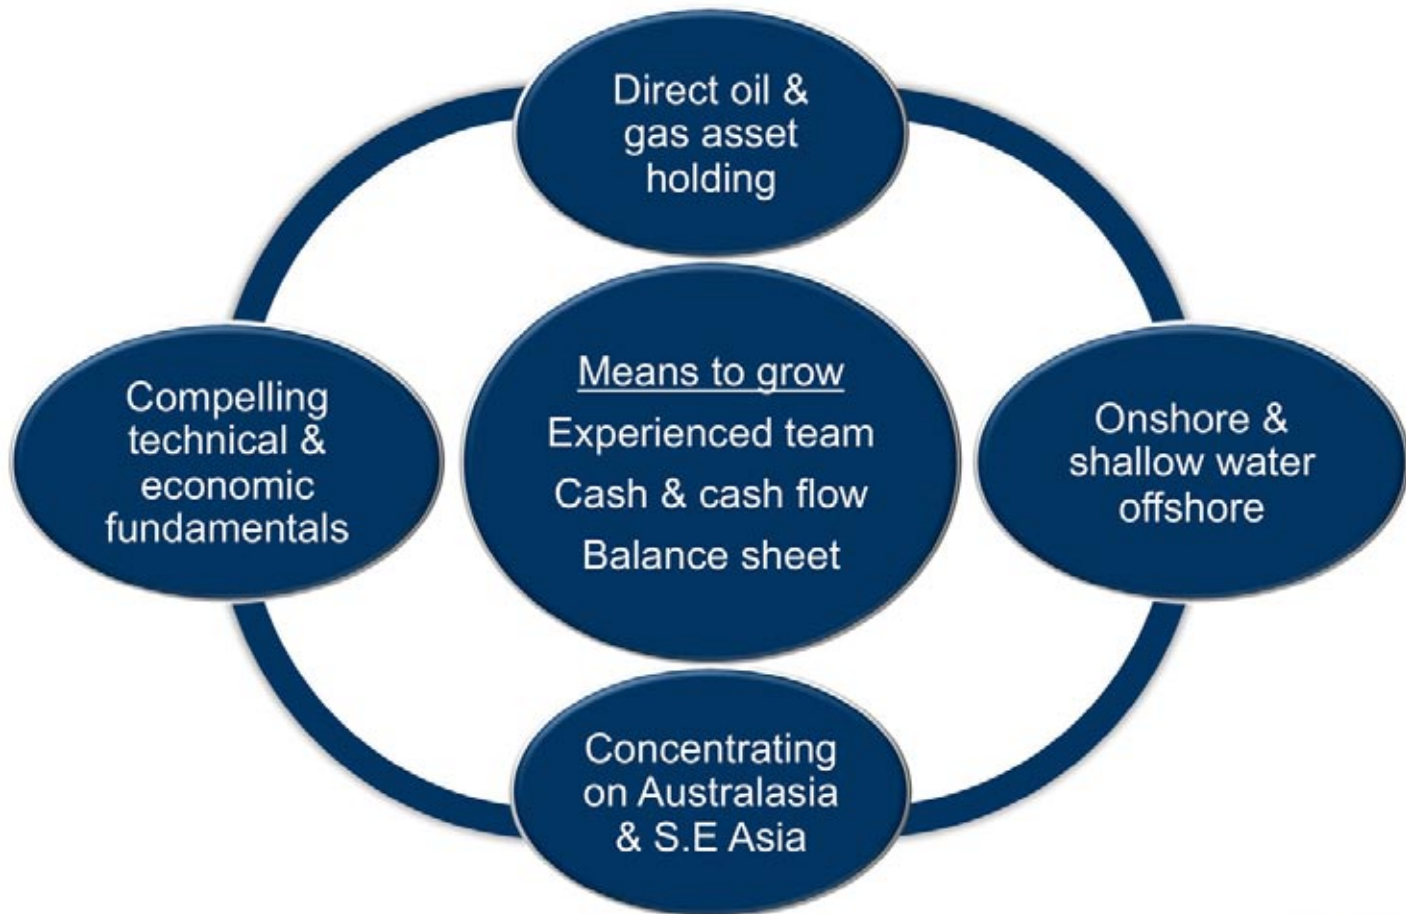 Direct oil &
gas asset
holding
Compelling
technical &
economic
fundamentals
Means to grow
Experienced team
Cash & cash flow
Balance sheet
Onshore &
shallow water
offshore
Concentrating
on Australasia
& S.E Asia